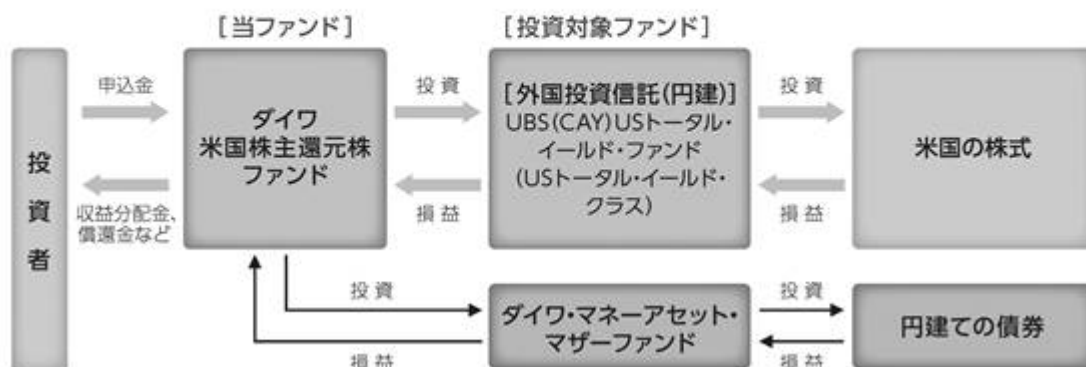 [当ファンド]
[投資対象ファンド]
投資者
申込金
収益分配金、
償還金など
ダイワ
米国株主還元株
ファンド
投資
損益
[外国投資信託(円建)]
UBS(CAY)USトータル・
イールド・ファンド
(USトータル・イールド・
クラス)
投資
損益
米国の株式
投資
損益
ダイワ・マネーアセット・
マザーファンド
投資
損益
円建ての債券